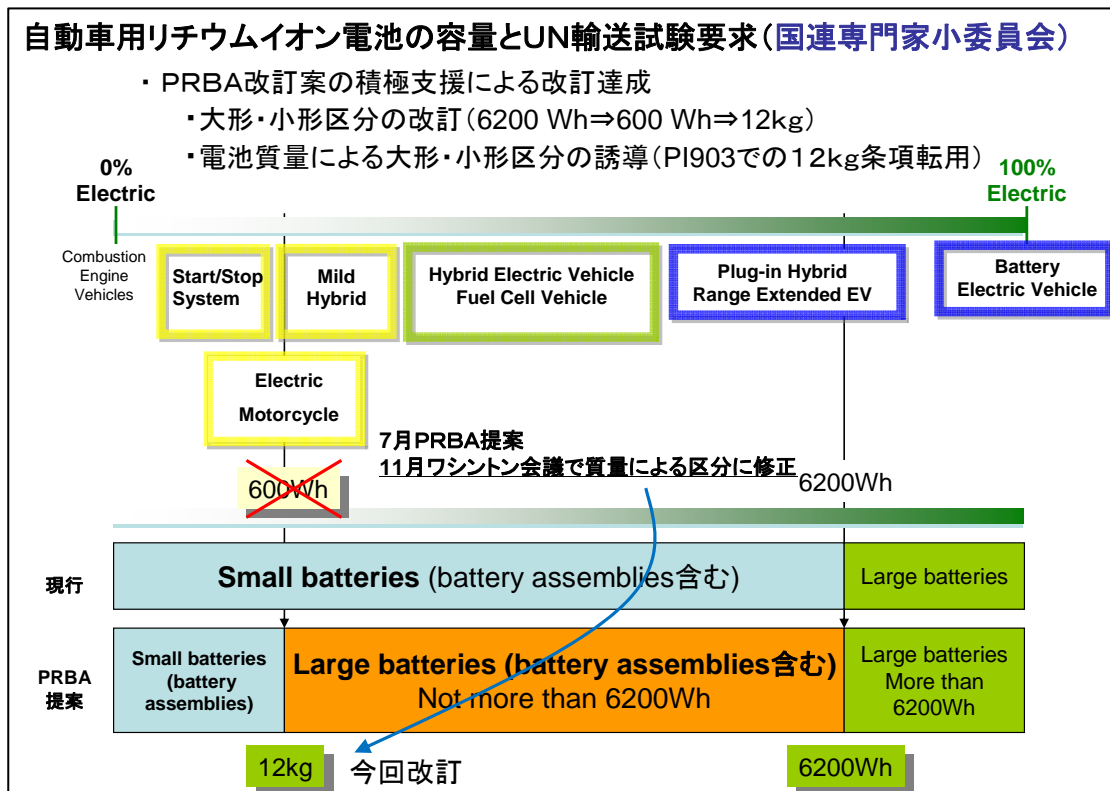 自動車用リチウムイオン電池の容量とUN輸送試験要求(国連専門家小委員会)
・ PRBA改訂案の積極支援による改訂達成
・大形・小形区分の改訂(6200 Wh⇒600 Wh⇒12kg)
・電池質量による大形・小形区分の誘導(PI903での12kg条項転用)
0%
Electric
100%
Electric
Combustion
Engine
Vehicles
Start/Stop
System
Mild
Hybrid
Hybrid Electric Vehicle
Fuel Cell Vehicle
Plug-in Hybrid
Range Extended EV
Battery
Electric Vehicle
Electric
Motorcycle
7月PRBA提案
11月ワシントン会議で質量による区分に修正
600Wh
6200Wh
現行
Small batteries (battery assemblies含む)
Large batteries
PRBA
提案
Small batteries
(battery
assemblies)
Large batteries (battery assemblies含む)
Not more than 6200Wh
Large batteries
More than
6200Wh
12kg
今回改訂
6200Wh